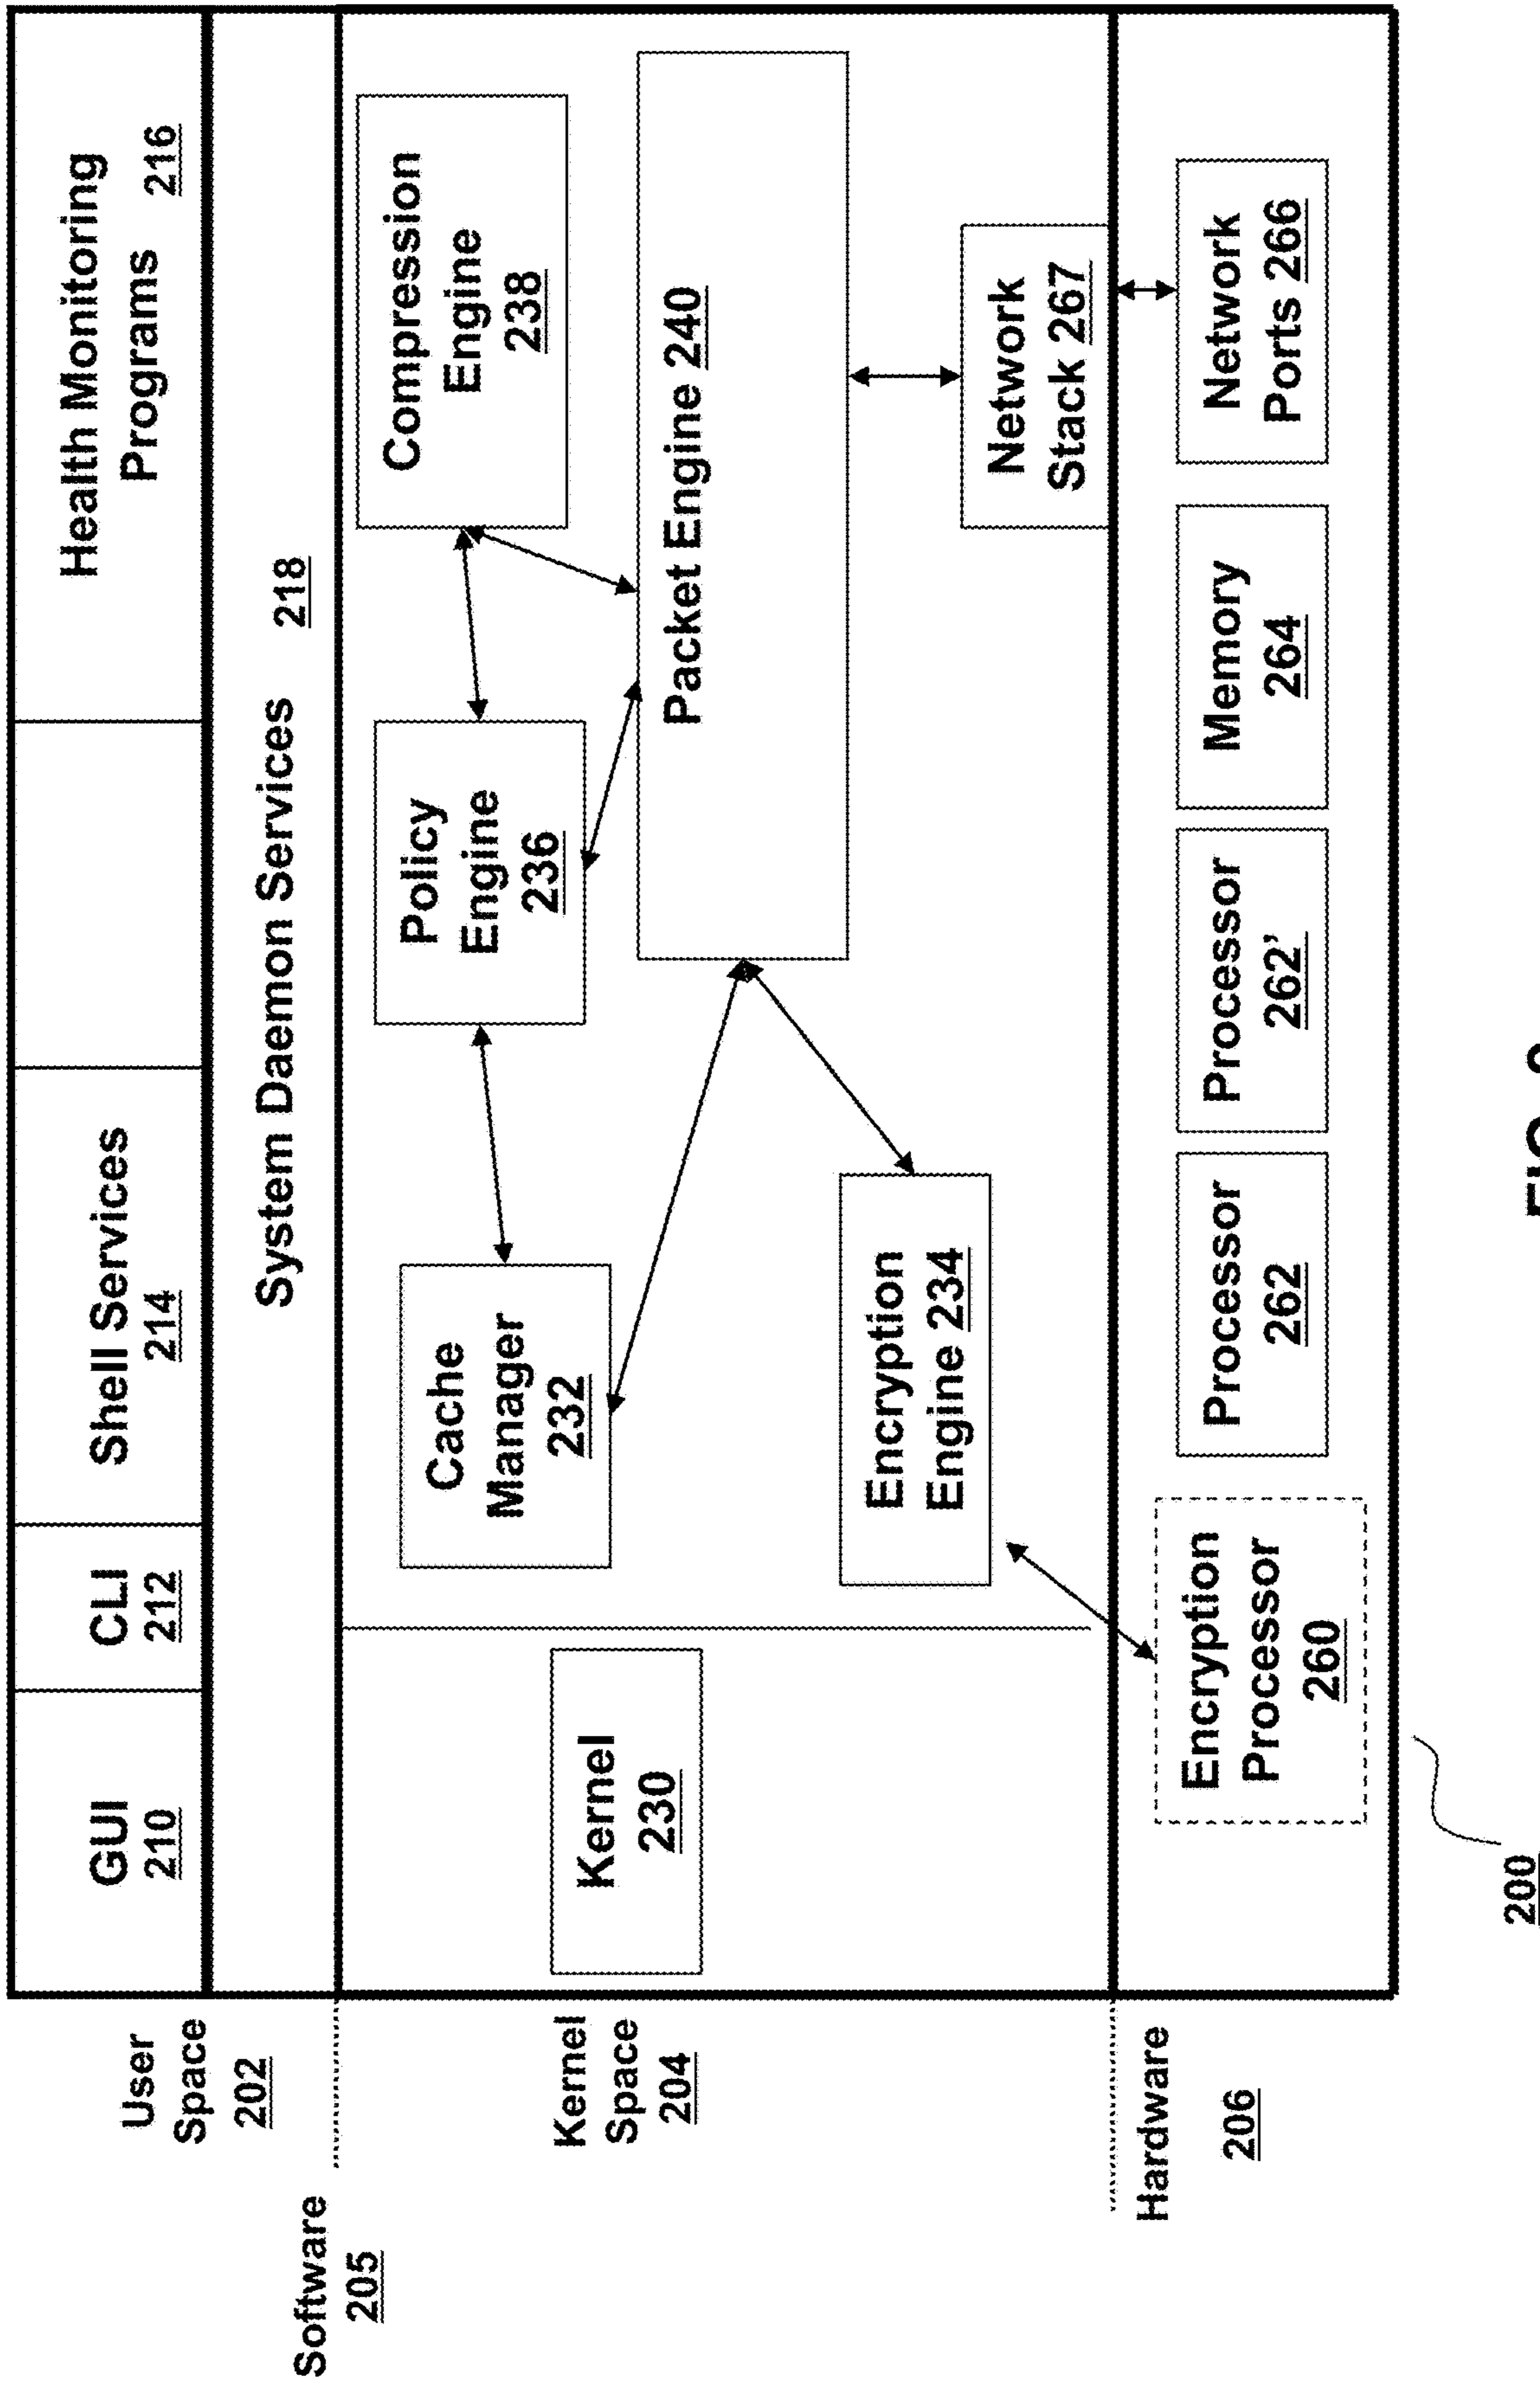 User
Space
202
Software
205
Kernel
Space
204
Hardware
206
GUI
210
CLI
212
Shell Services
214
Health Monitoring
Programs 216
System Daemon Services 218
Kernel
230
Cache
Manager
232
Policy
Engine
236
Compression
Engine
238
Packet Engine 240
Encryption
Engine 234
Network
Stack 267
Encryption
Processor
260
Processor
262
Processor
262’
Memory
264
Network
Ports 266
200
FIG.